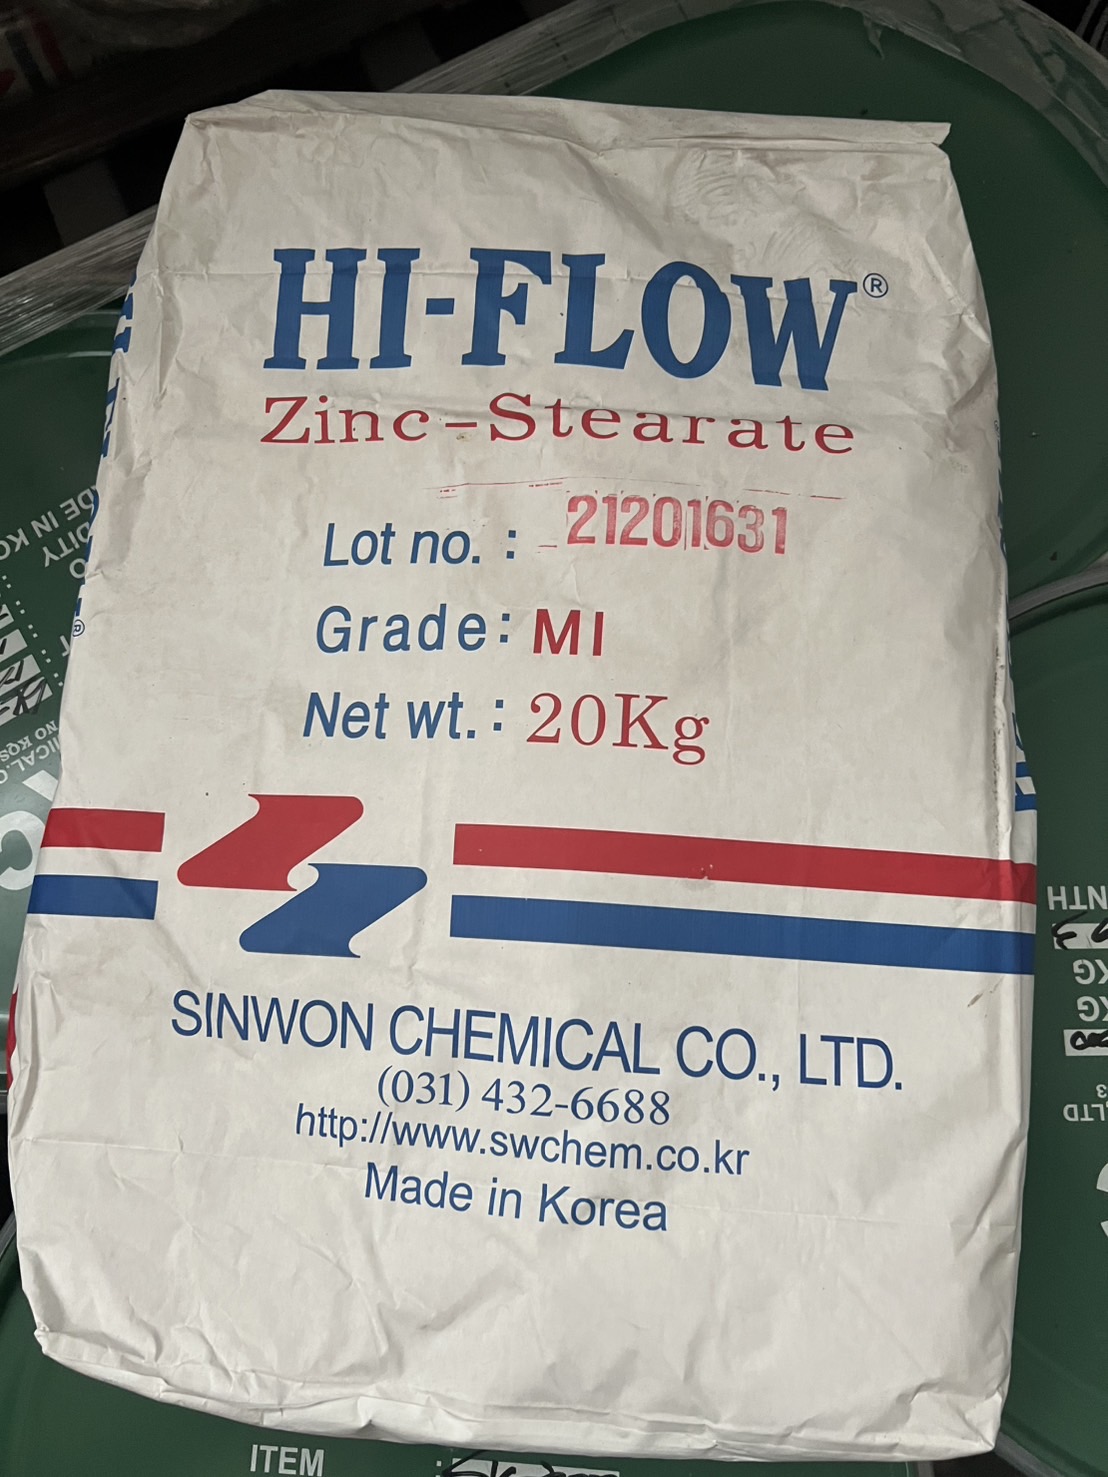 HI-FLOW®
Zinc-Stearate
Lot no. : 21201631
Grade: MI
Net wt. : 20Kg
SINWON CHEMICAL CO., LTD.
(031) 432-6688
http://www.swchem.co.kr
Made in Korea
ITEM :